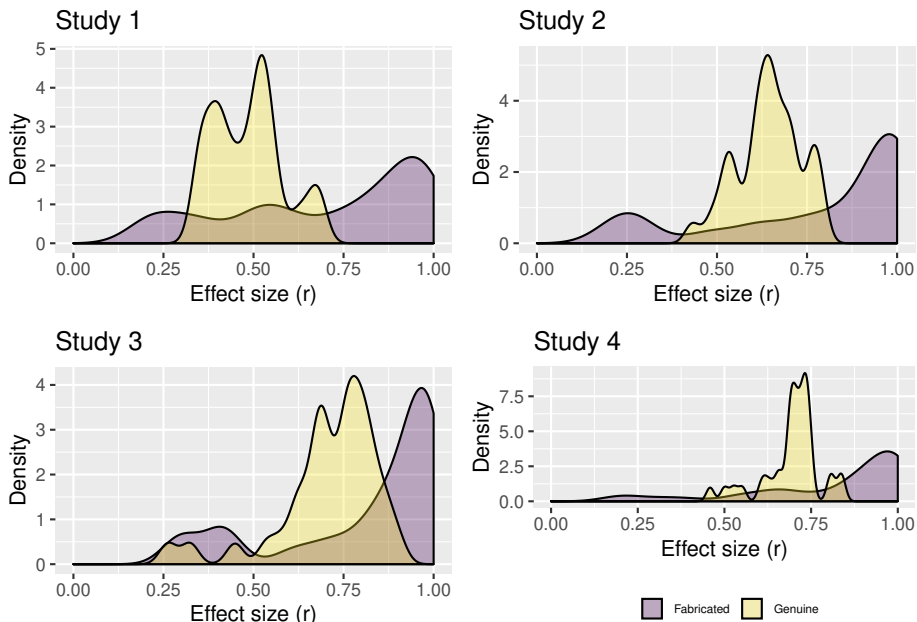 Study 1
Density
5
4
3
2
1
0
0.00 0.25 0.50 0.75 1.00
Effect size (r)
Study 2
Density
4
2
0
0.00 0.25 0.50 0.75 1.00
Effect size (r)
Study 3
Density
4
3
2
1
0
0.00 0.25 0.50 0.75 1.00
Effect size (r)
Study 4
Density
7.5
5.0
2.5
0.0
0.00 0.25 0.50 0.75 1.00
Effect size (r)
Fabricated Genuine